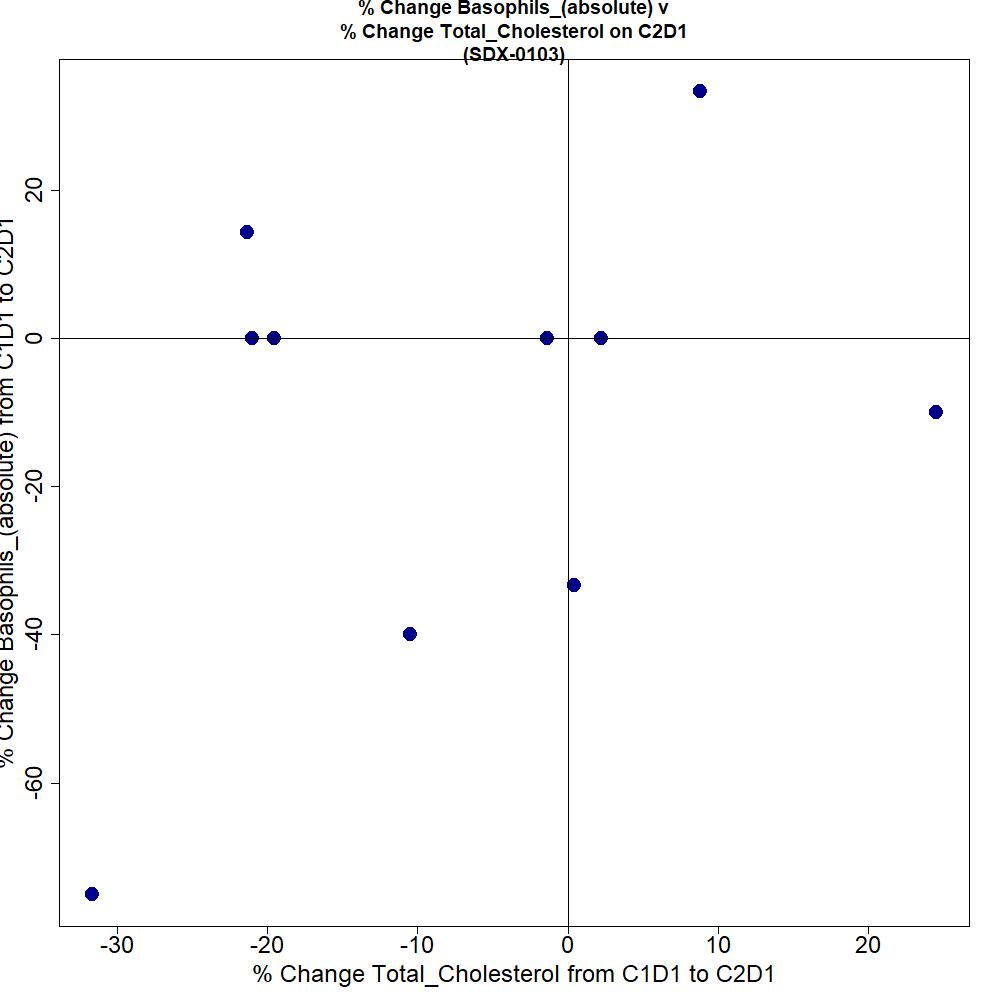 % Change Basophils_(absolute) v
% Change Total_Cholesterol on C2D1
(SDX-0103)
% Change Basophils_(absolute) from C1D1 to C2D1
20
0
-20
-40
-60
-30
-20
-10
0
10
20
% Change Total_Cholesterol from C1D1 to C2D1